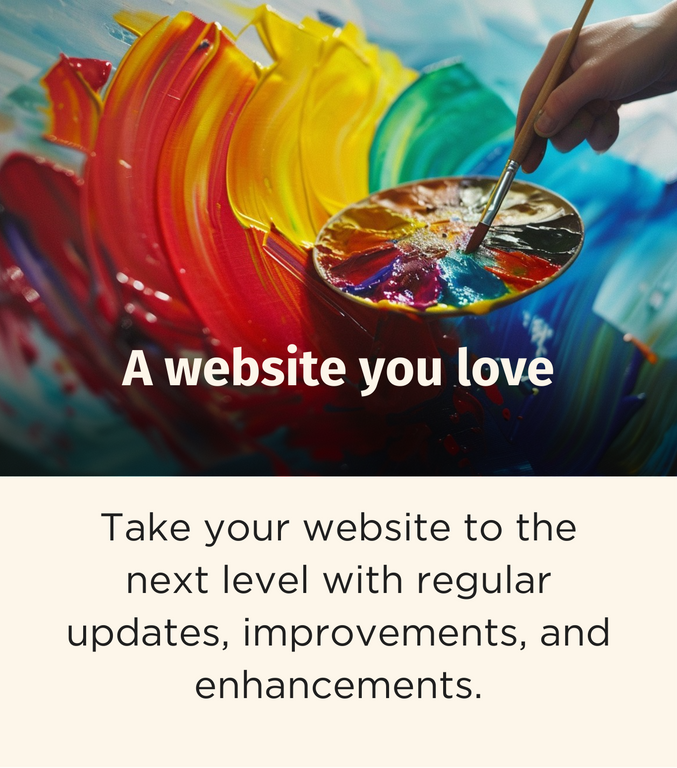 A website you love
Take your website to the
next level with regular
updates, improvements, and
enhancements.